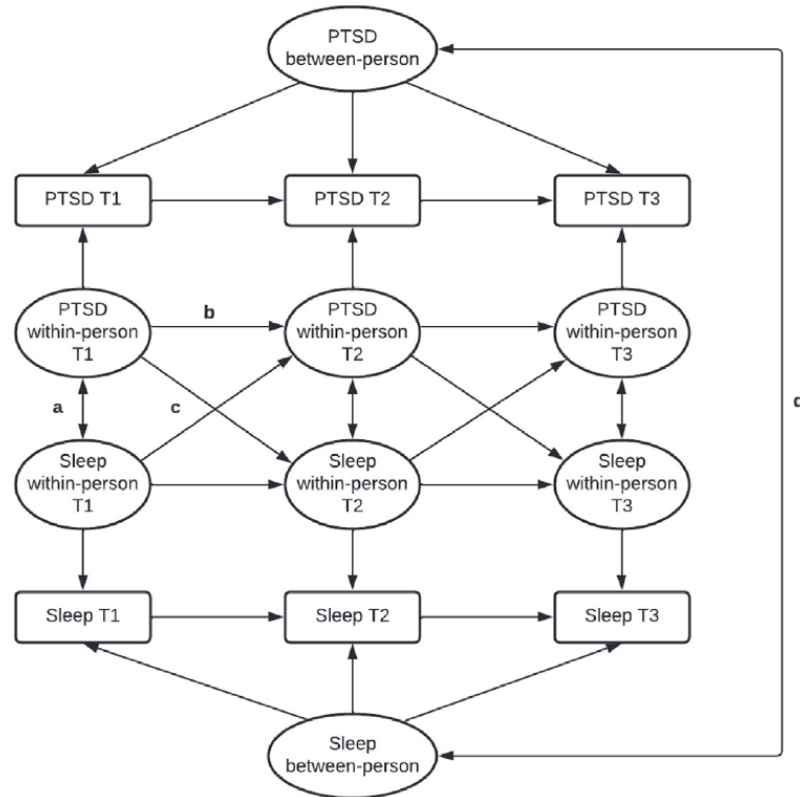 PTSD
between-person
PTSD T1
PTSD T2
PTSD T3
PTSD
within-person
T1
b
PTSD
within-person
T2
PTSD
within-person
T3
a
c
Sleep
within-person
T1
Sleep
within-person
T2
Sleep
within-person
T3
Sleep T1
Sleep T2
Sleep T3
Sleep
between-person